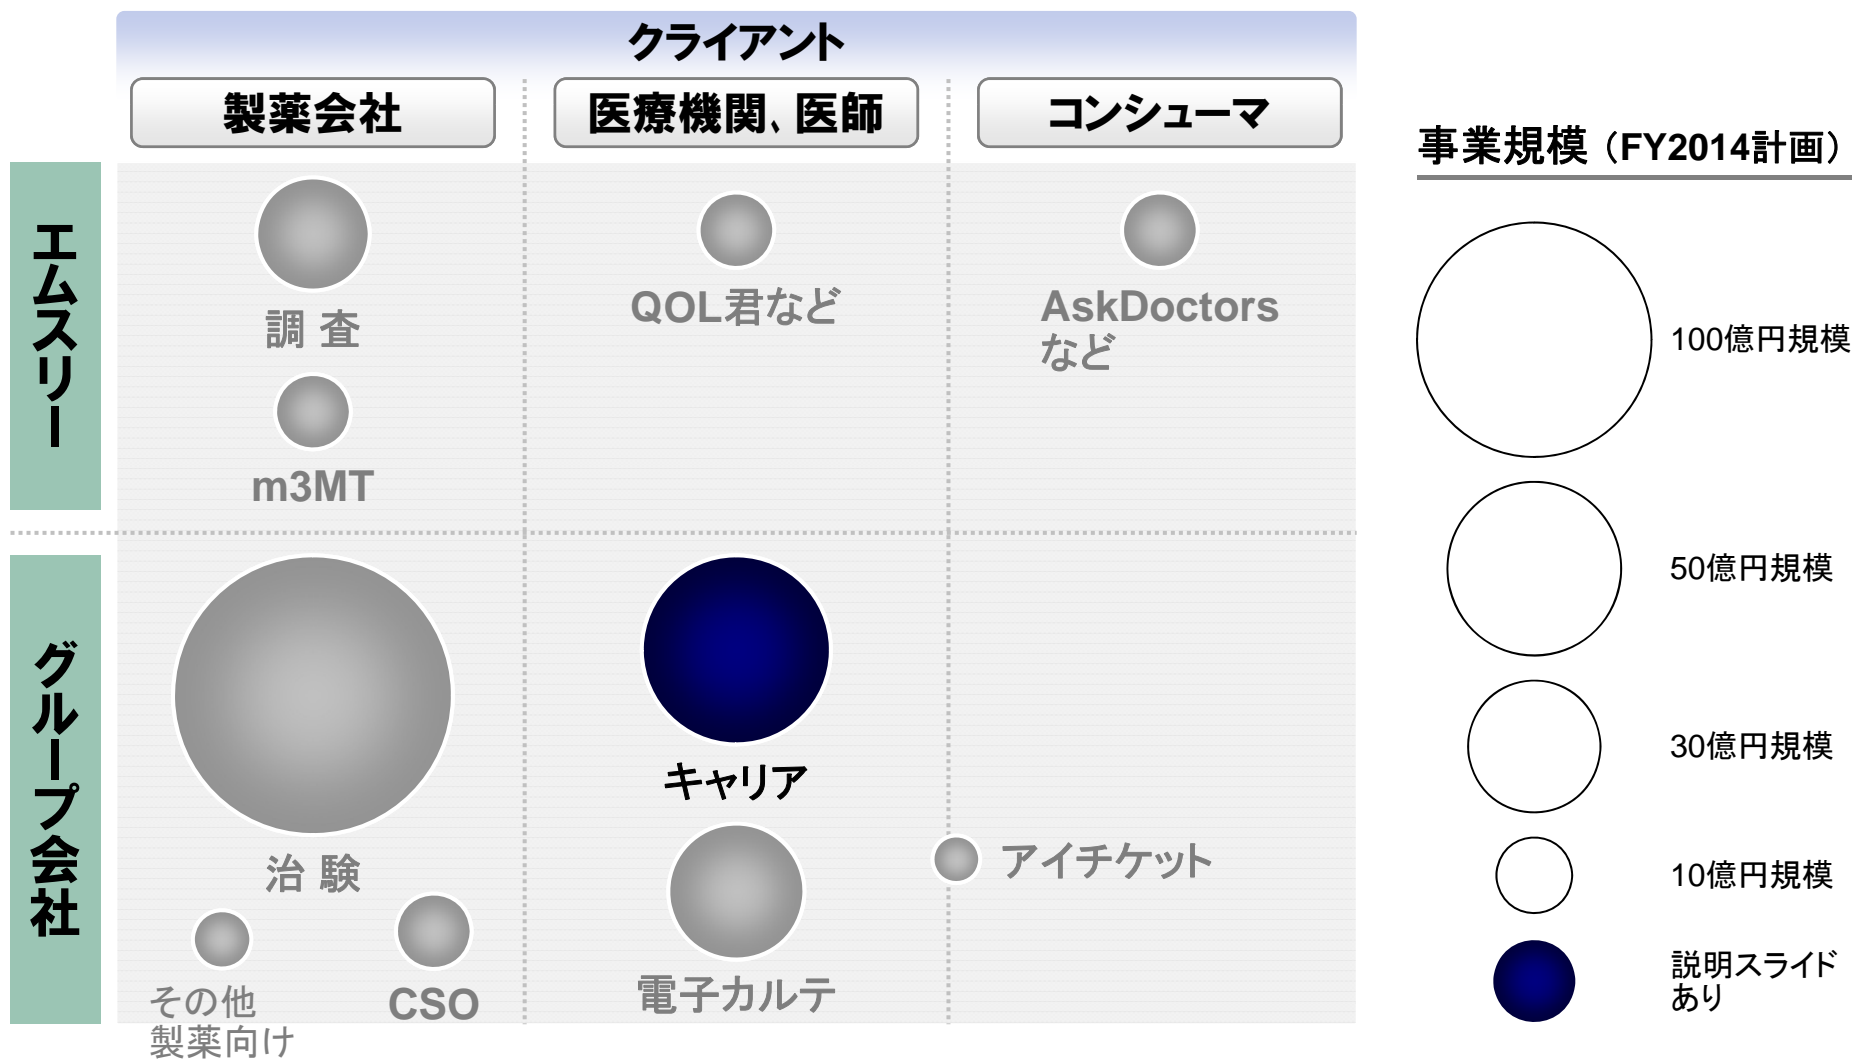 クライアント
製薬会社
医療機関、医師
コンシューマ
エムスリー
調 査
QOL君など
AskDoctors
など
m3MT
グループ会社
治 験
キャリア
アイチケット
その他
製薬向け
CSO
電子カルテ
事業規模（FY2014計画）
100億円規模
50億円規模
30億円規模
10億円規模
説明スライド
あり